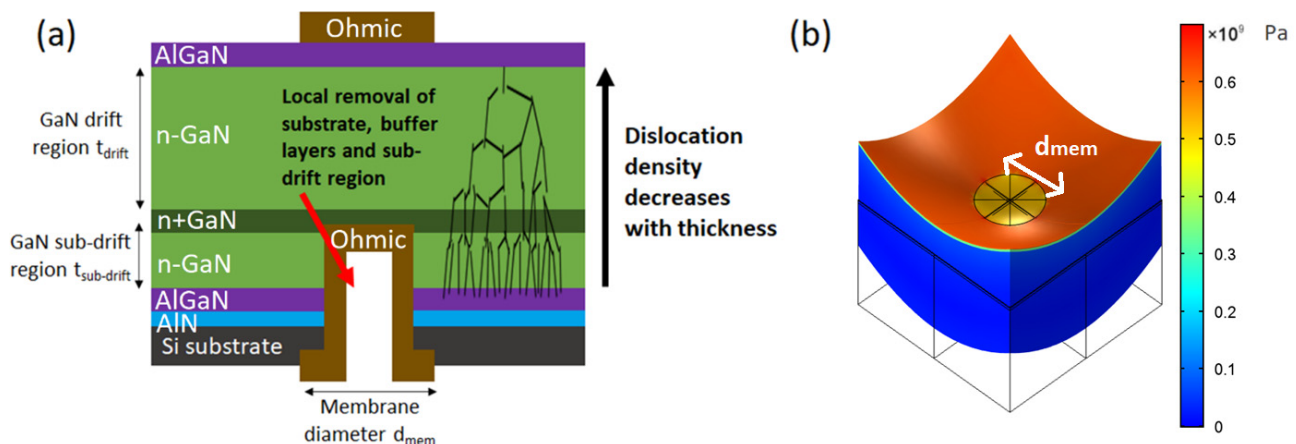 (a)
Ohmic
AlGaN
GaN drift
region t_drift
n-GaN
Local removal of
substrate, buffer
layers and sub-
drift region
Dislocation
density
decreases
with thickness
n+GaN
GaN sub-drift
region t_sub-drift
Ohmic
n-GaN
AlGaN
AlN
Si substrate
Membrane
diameter d_mem
(b)
d_mem
×10⁹ Pa
0.6
0.5
0.4
0.3
0.2
0.1
0